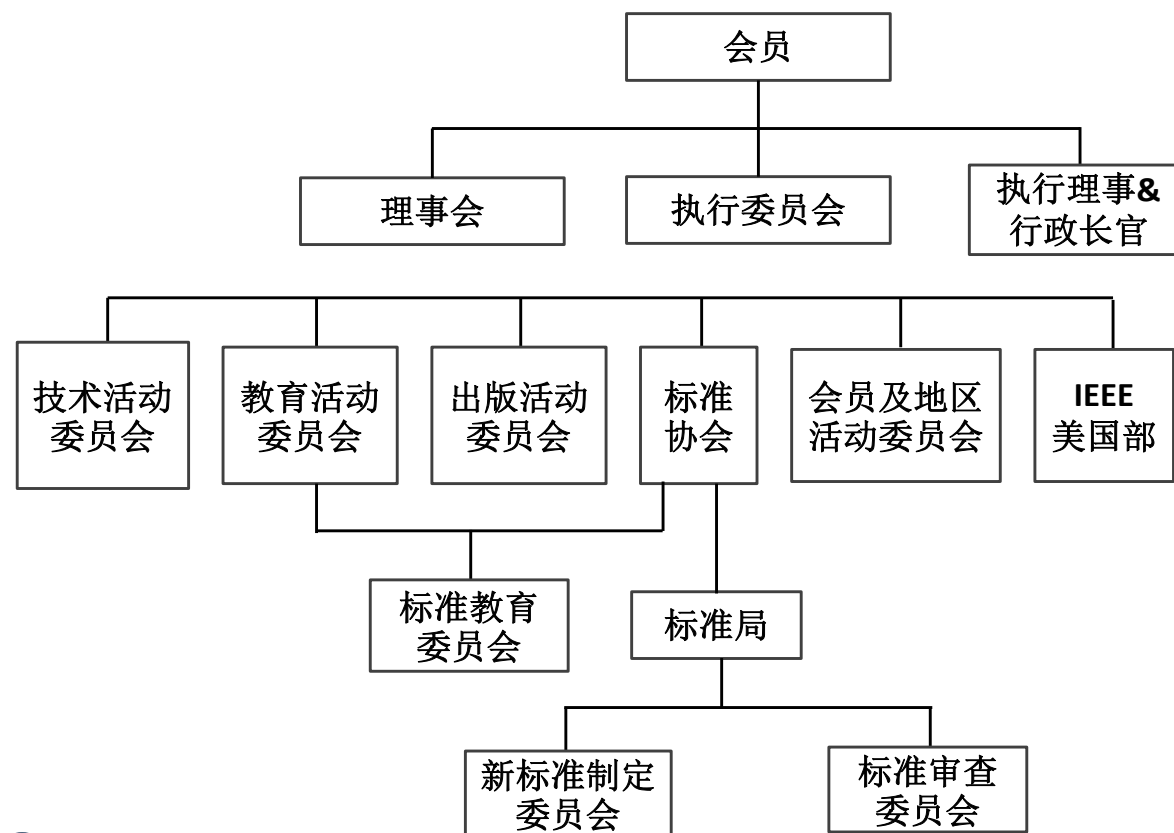 会员
理事会
执行委员会
执行理事&
行政长官
技术活动
委员会
教育活动
委员会
出版活动
委员会
标准
协会
会员及地区
活动委员会
IEEE
美国部
标准教育
委员会
标准局
新标准制定
委员会
标准审查
委员会